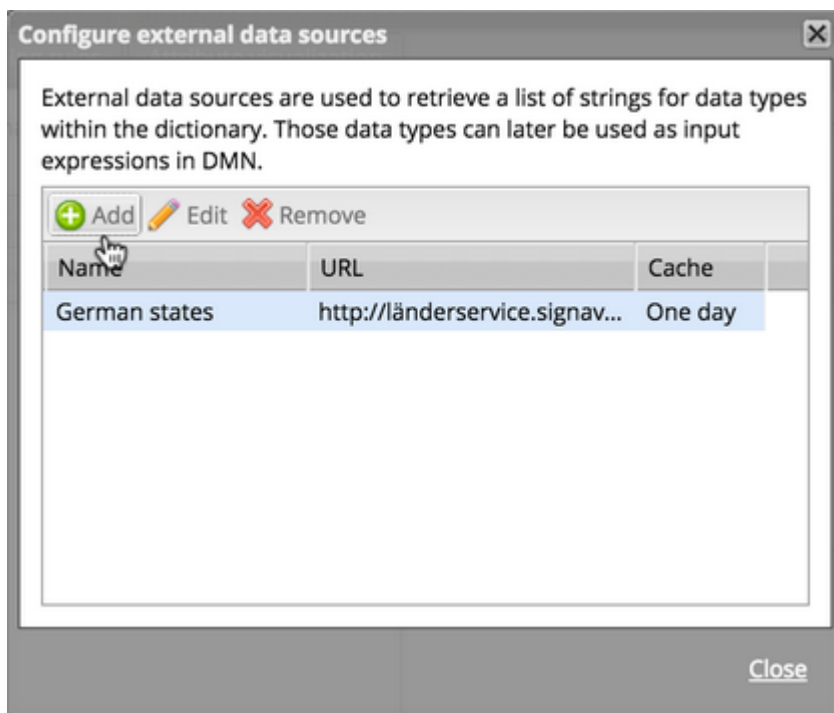 Configure external data sources
External data sources are used to retrieve a list of strings for data types
within the dictionary. Those data types can later be used as input
expressions in DMN.
Add Edit Remove
Name URL Cache
German states http://länderservice.signav... One day
Close